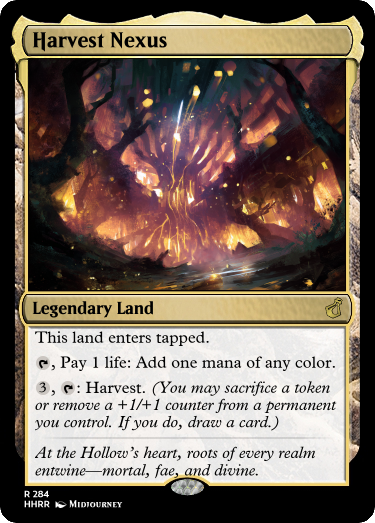 Harvest Nexus
Legendary Land
This land enters tapped.
, Pay 1 life: Add one mana of any color.
3, : Harvest. (You may sacrifice a token
or remove a +1/+1 counter from a permanent
you control. If you do, draw a card.)
At the Hollow's heart, roots of every realm
entwine—mortal, fae, and divine.
R 284
HHRR Midjourney